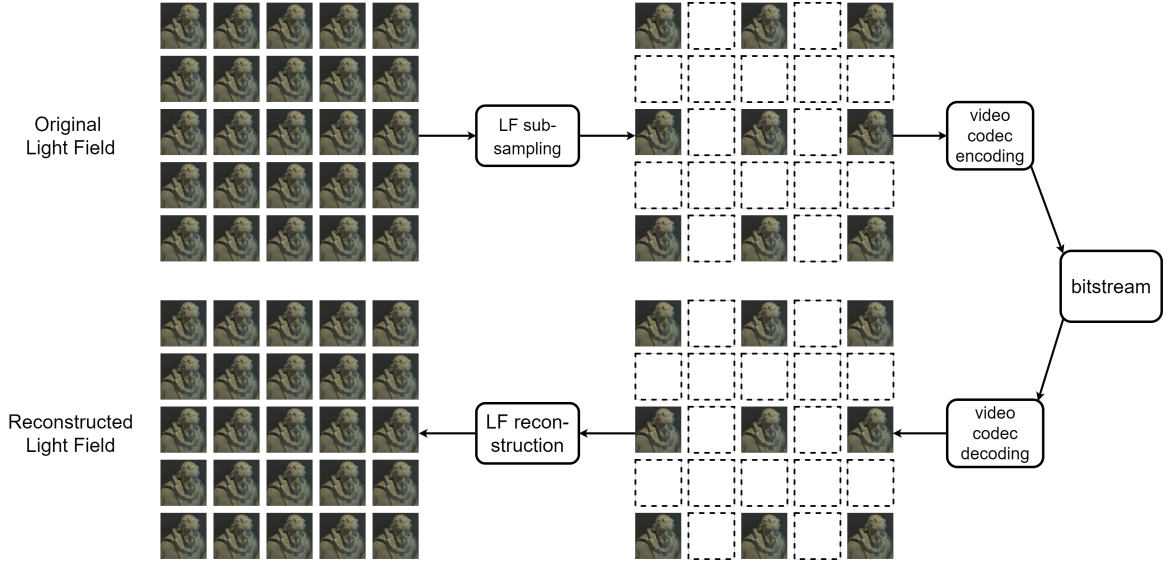 Original
Light Field
LF sub-
sampling
video
codec
encoding
bitstream
Reconstructed
Light Field
LF recon-
struction
video
codec
decoding